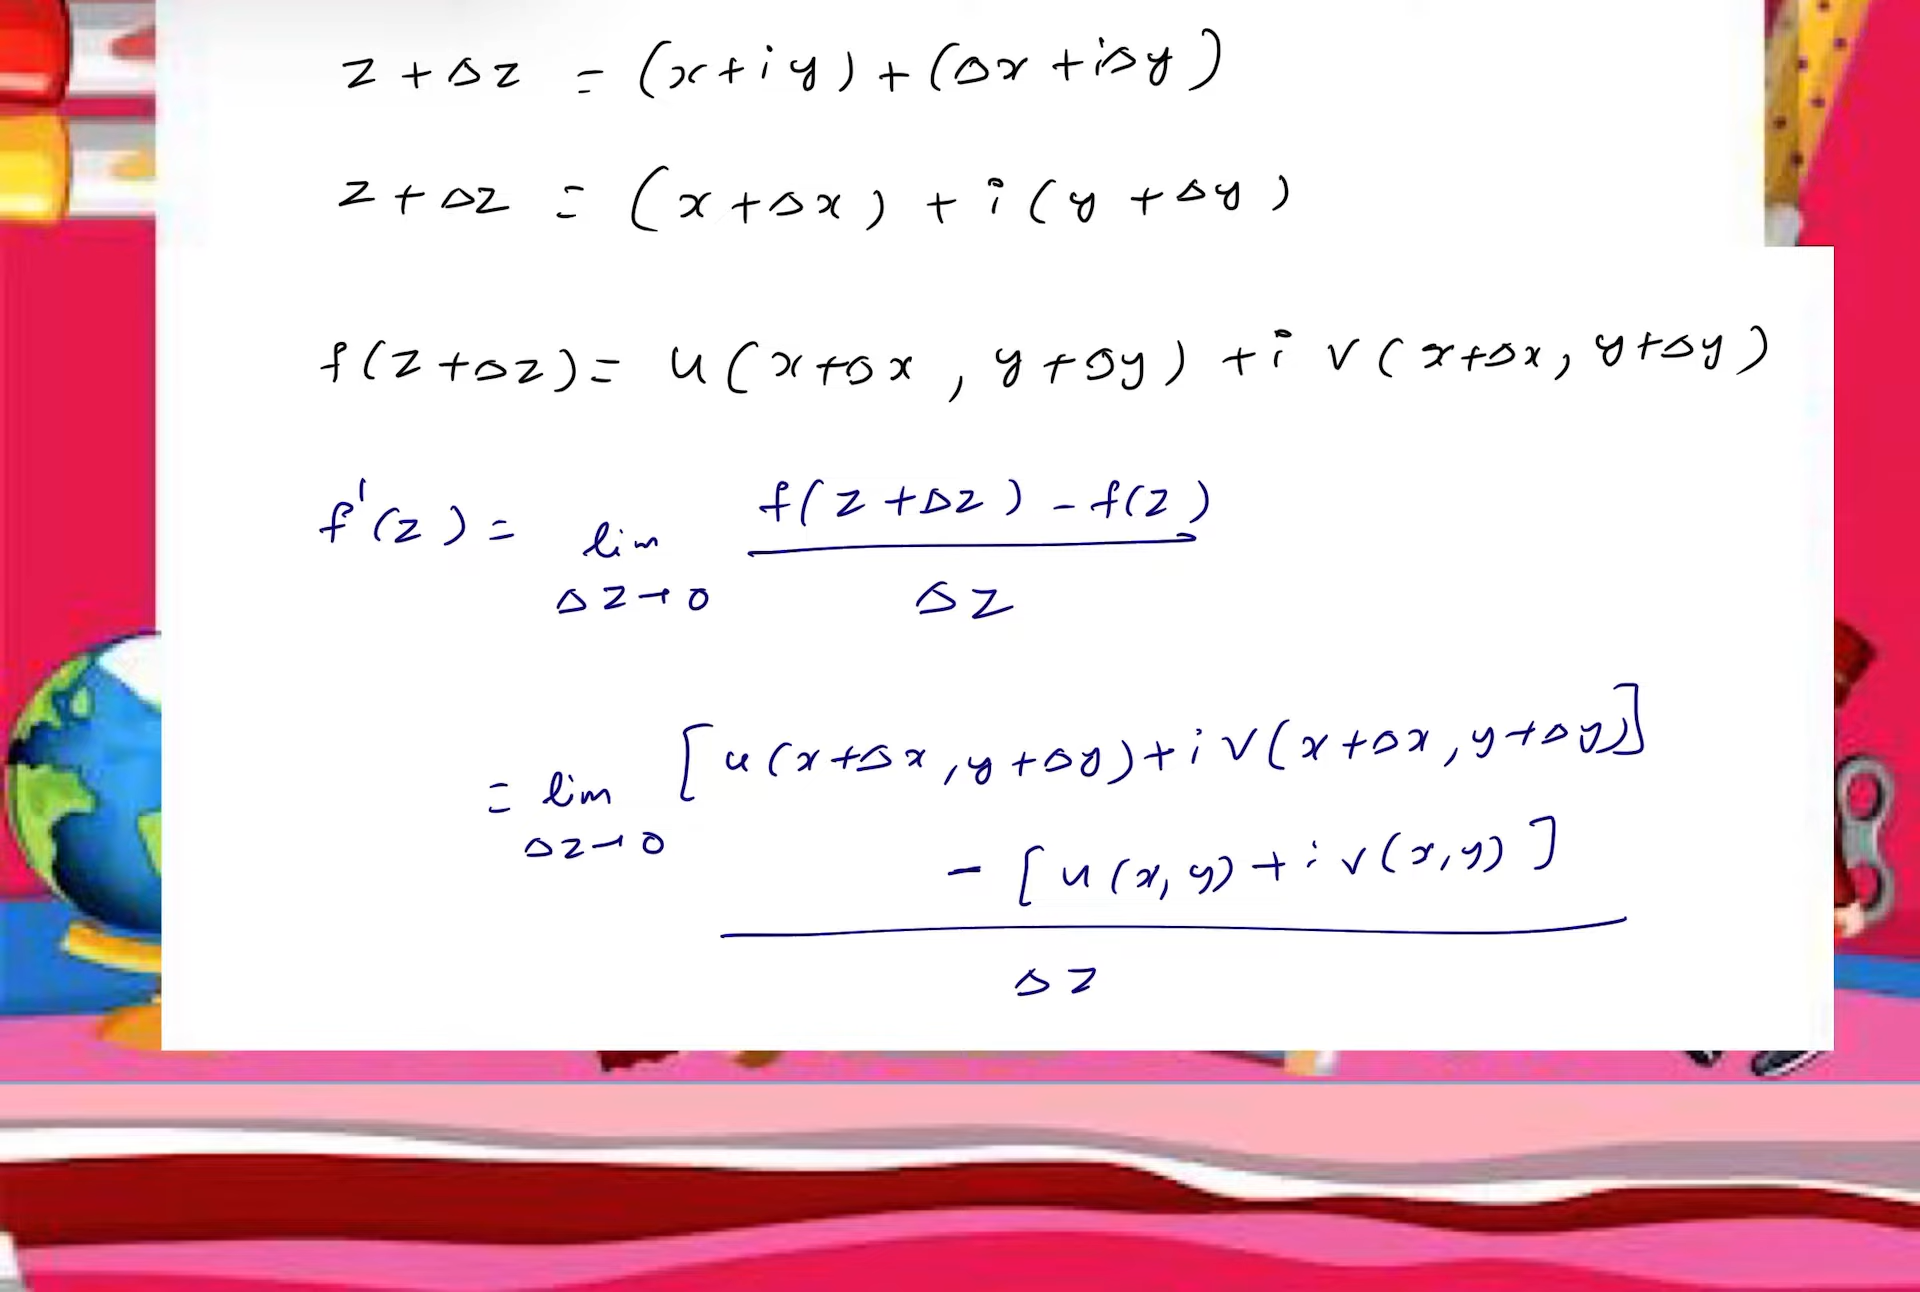 z + Δz = (x+iy) + (Δx + iΔy)
z + Δz = (x + Δx) + i(y + Δy)
f(z+Δz) = u(x+Δx, y+Δy) + i v(x+Δx, y+Δy)
f'(z) = lim Δz→0 f(z+Δz) - f(z) / Δz
= lim Δz→0 [u(x+Δx, y+Δy) + i v(x+Δx, y+Δy)]
- [u(x,y) + i v(x,y)]
Δz